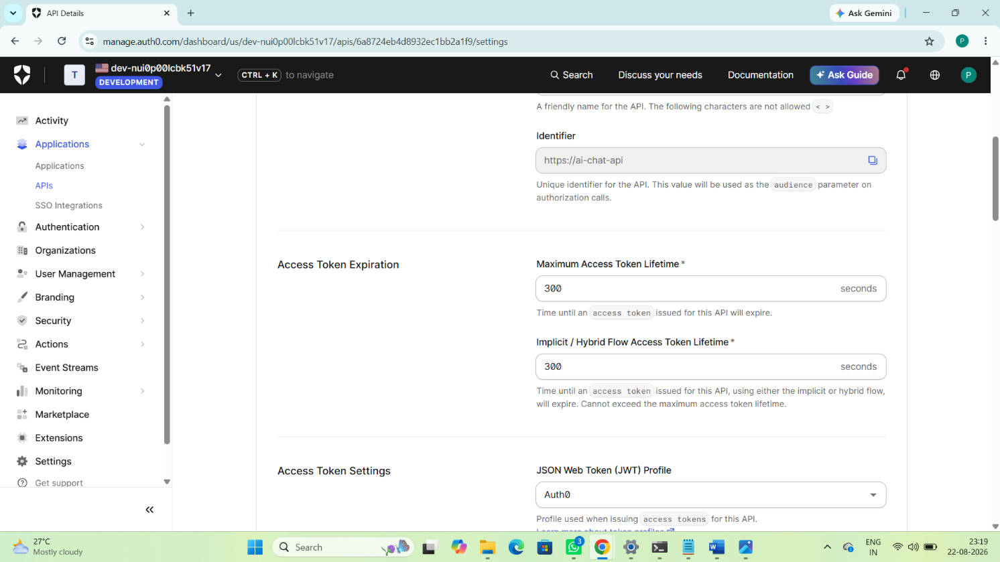 API Details
Ask Gemini
manage.auth0.com/dashboard/us/dev-nui0p00lcbk51v17/apis/6a8724eb4d8932ec1bb2a1f9/settings
P
T
dev-nui0p00lcbk51v17
DEVELOPMENT
CTRL + K to navigate
Search
Discuss your needs
Documentation
Ask Guide
P
Activity
Applications
Applications
APIs
SSO Integrations
Authentication
Organizations
User Management
Branding
Security
Actions
Event Streams
Monitoring
Marketplace
Extensions
Settings
Get support
A friendly name for the API. The following characters are not allowed < >
Identifier
https://ai-chat-api
Unique identifier for the API. This value will be used as the audience parameter on
authorization calls.
Access Token Expiration
Maximum Access Token Lifetime *
300 seconds
Time until an access token issued for this API will expire.
Implicit / Hybrid Flow Access Token Lifetime *
300 seconds
Time until an access token issued for this API, using either the implicit or hybrid flow,
will expire. Cannot exceed the maximum access token lifetime.
Access Token Settings
JSON Web Token (JWT) Profile
Auth0
Profile used when issuing access tokens for this API.
Learn more about token profiles
27°C
Mostly cloudy
Search
3
ENG
IN
23:19
22-08-2026